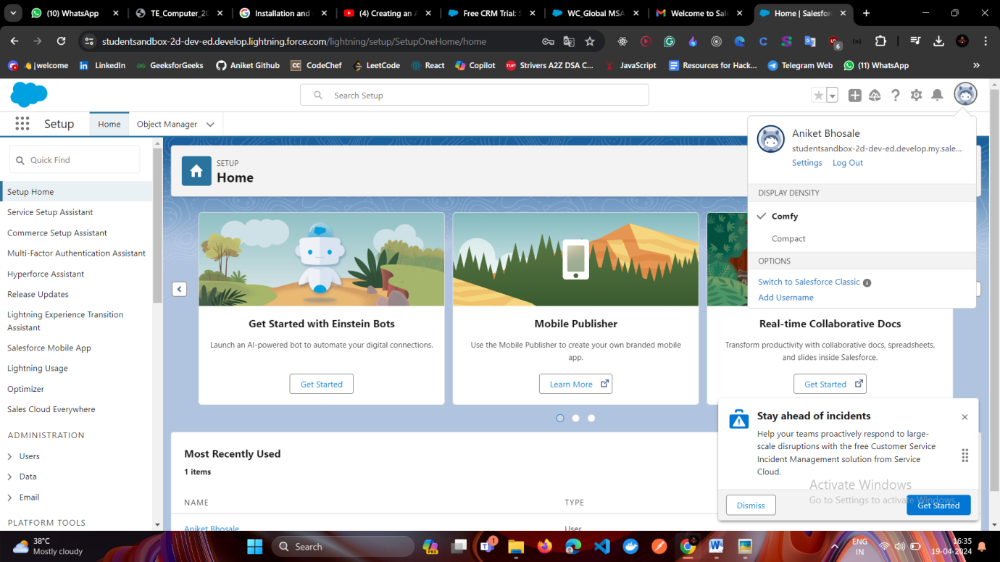 (10) WhatsApp
TE_Computer_20
Installation and
(4) Creating an A
Free CRM Trial: S
WC_Global MSA
Welcome to Sale
Home | Salesfor
studentsandbox-2d-dev-ed.develop.lightning.force.com/lightning/setup/SetupOneHome/home
6
|welcome
LinkedIn
GeeksforGeeks
Aniket Github
CodeChef
LeetCode
React
Copilot
Strivers A2Z DSA C...
JavaScript
Resources for Hack...
Telegram Web
(11) WhatsApp
Search Setup
Setup
Home
Object Manager
Quick Find
Setup Home
Service Setup Assistant
Commerce Setup Assistant
Multi-Factor Authentication Assistant
Hyperforce Assistant
Release Updates
Lightning Experience Transition
Assistant
Salesforce Mobile App
Lightning Usage
Optimizer
Sales Cloud Everywhere
ADMINISTRATION
Users
Data
Email
PLATFORM TOOLS
SETUP
Home
Get Started with Einstein Bots
Launch an AI-powered bot to automate your digital connections.
Get Started
Mobile Publisher
Use the Mobile Publisher to create your own branded mobile
app.
Learn More
Real-time Collaborative Docs
Transform productivity with collaborative docs, spreadsheets,
and slides inside Salesforce.
Get Started
Most Recently Used
1 items
NAME
TYPE
Aniket Bhosale
User
Aniket Bhosale
studentsandbox-2d-dev-ed.develop.my.sale...
Settings
Log Out
DISPLAY DENSITY
Comfy
Compact
OPTIONS
Switch to Salesforce Classic
Add Username
Stay ahead of incidents
Help your teams proactively respond to large-
scale disruptions with the free Customer Service
Incident Management solution from Service
Cloud.
Dismiss
Get Started
Activate Windows
Go to Settings to activate Windows.
38°C
Mostly cloudy
Search
PRE
1
ENG
IN
16:35
19-04-2024